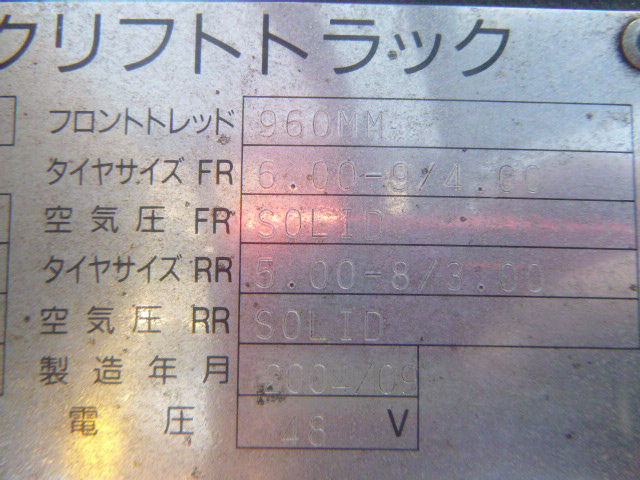 クリフトトラック
フロントトレッド 960MM
タイヤサイズ FR 6.00-9/4.00
空気圧 FR SOLID
タイヤサイズ RR 5.00-8/3.00
空気圧 RR SOLID
製造年月 2004/09
電圧 48 V